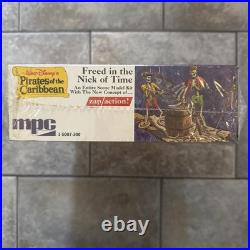 Walt Disney's
Pirates of the
Caribbean
Freed in the
Nick of Time
An Entire Scene Model Kit
With The New Concept of...
zap/action!
mpc